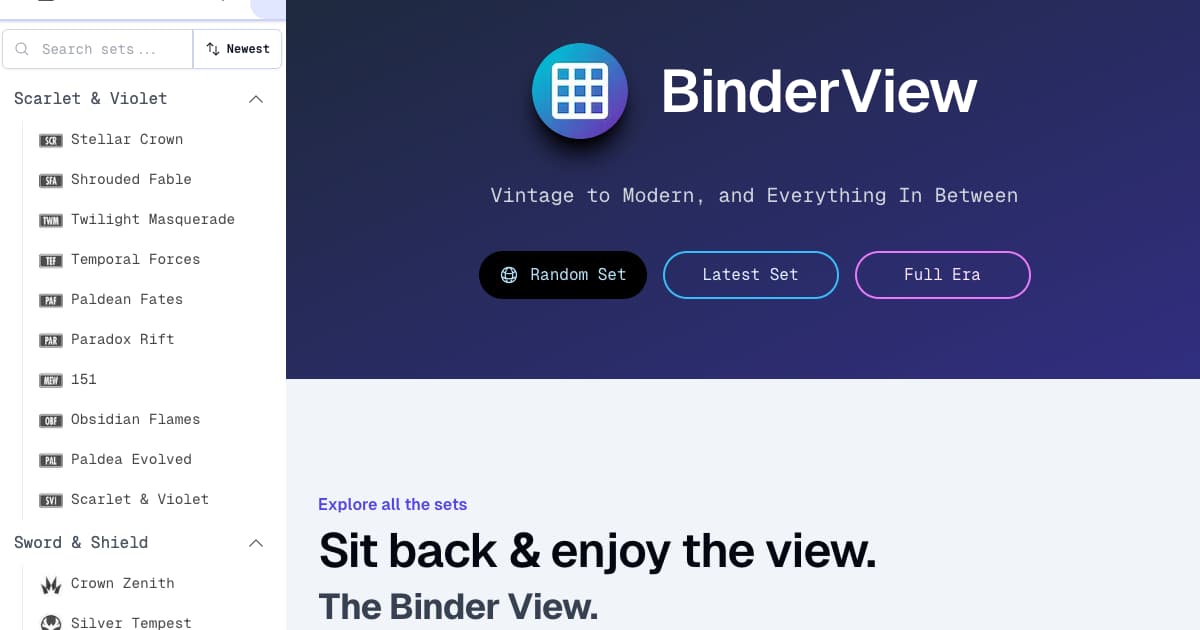 Search sets...
Newest
Scarlet & Violet
SCR Stellar Crown
SFA Shrouded Fable
TWM Twilight Masquerade
TEF Temporal Forces
PAF Paldean Fates
PAR Paradox Rift
MEW 151
OBF Obsidian Flames
PAL Paldea Evolved
SVI Scarlet & Violet
Sword & Shield
Crown Zenith
Silver Tempest
BinderView
Vintage to Modern, and Everything In Between
Random Set
Latest Set
Full Era
Explore all the sets
Sit back & enjoy the view.
The Binder View.